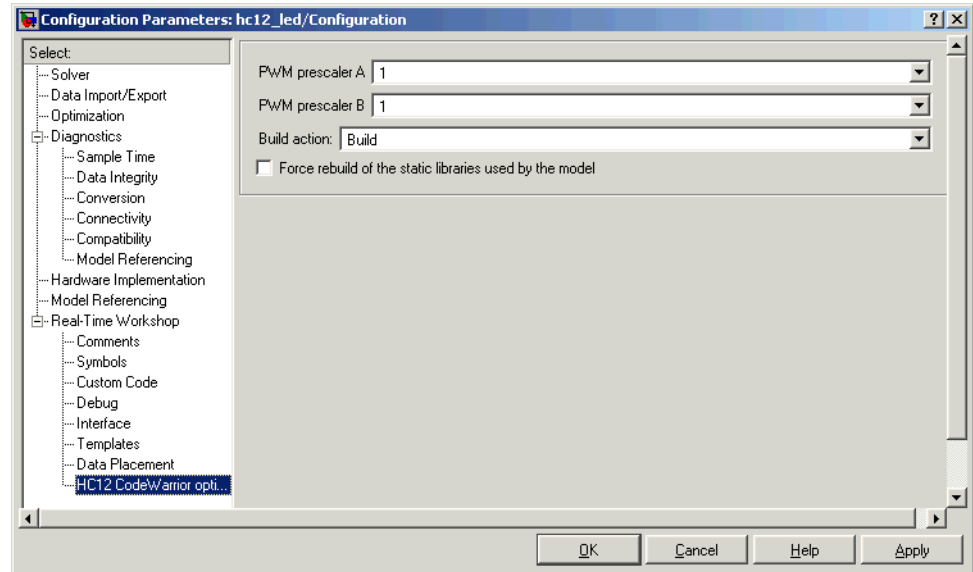 Configuration Parameters: hc12_led/Configuration
Select:
Solver
Data Import/Export
Optimization
Diagnostics
Sample Time
Data Integrity
Conversion
Connectivity
Compatibility
Model Referencing
Hardware Implementation
Model Referencing
Real-Time Workshop
Comments
Symbols
Custom Code
Debug
Interface
Templates
Data Placement
HC12 CodeWarrior opti...
PWM prescaler A 1
PWM prescaler B 1
Build action: Build
Force rebuild of the static libraries used by the model
OK Cancel Help Apply